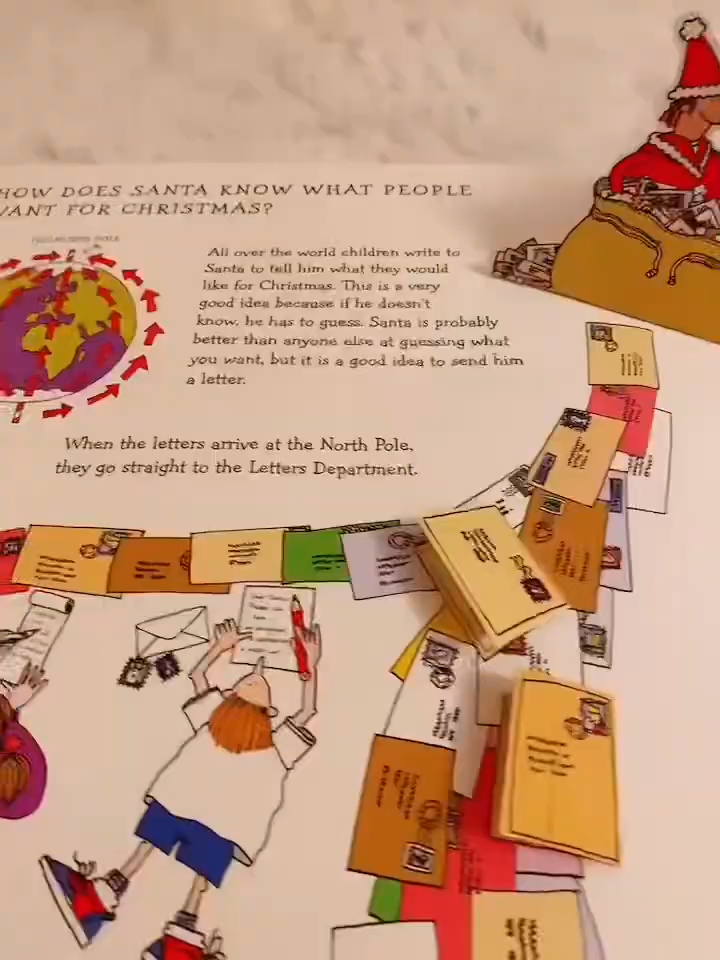 HOW DOES SANTA KNOW WHAT PEOPLE
WANT FOR CHRISTMAS?
All over the world children write to
Santa to tell him what they would
like for Christmas. This is a very
good idea because if he doesn't
know, he has to guess. Santa is probably
better than anyone else at guessing what
you want, but it is a good idea to send him
a letter.
When the letters arrive at the North Pole,
they go straight to the Letters Department.